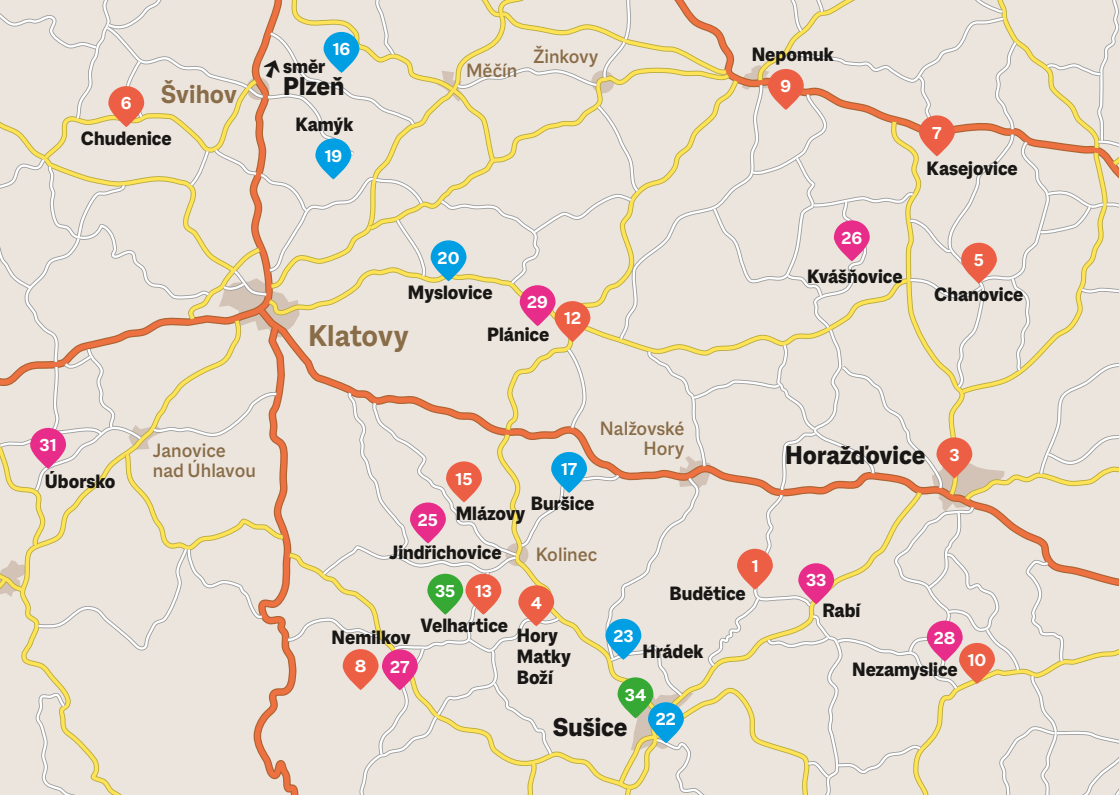 16
Žinkovy
Nepomuk
směr
Plzeň
Měčín
9
Švihov
6
Chudenice
Kamýk
19
7
Kasejovice
26
Kvášňovice
5
Chanovice
20
Myslovice
29
Plánice
12
Klatovy
31
Úborsko
Janovice
nad Úhlavou
Nalžovské
Hory
Horažďovice
3
15
Mlázovy
17
Buršice
25
Jindřichovice
Kolinec
1
Budětice
33
Rabí
35
13
Velhartice
4
Hory
Matky
Boží
Nemilkov
8
27
23
Hrádek
28
Nezamyslice
10
34
Sušice
22